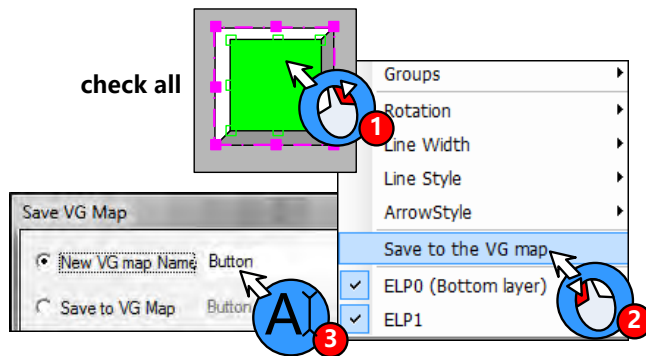 check all
1
Groups
Rotation
Line Width
Line Style
ArrowStyle
Save to the VG map
ELP0 (Bottom layer)
ELP1
2
Save VG Map
New VG map Name Button
Save to VG Map Button
A
3